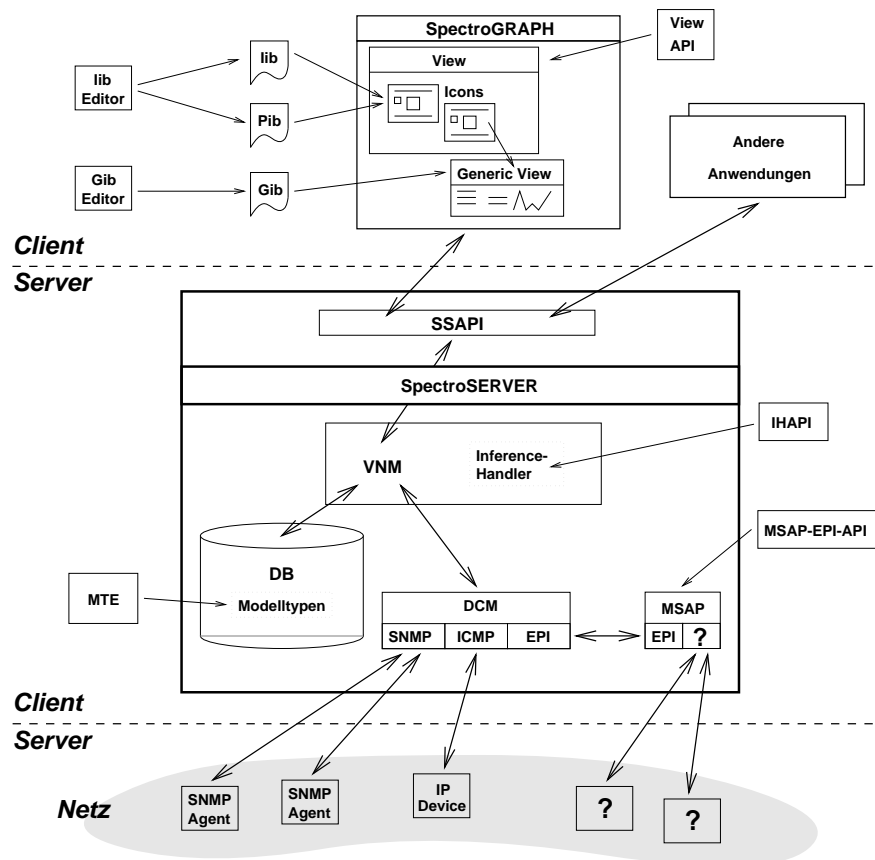 SpectroGRAPH
View
API
View
Iib
Iib
Editor
Icons
Pib
Andere
Anwendungen
Generic View
Gib
Editor
Gib
Client
Server
SSAPI
SpectroSERVER
IHAPI
VNM
Inference-
Handler
MSAP-EPI-API
DB
Modelltypen
MTE
DCM
MSAP
SNMP
ICMP
EPI
EPI
?
Client
Server
Netz
SNMP
Agent
SNMP
Agent
IP
Device
?
?